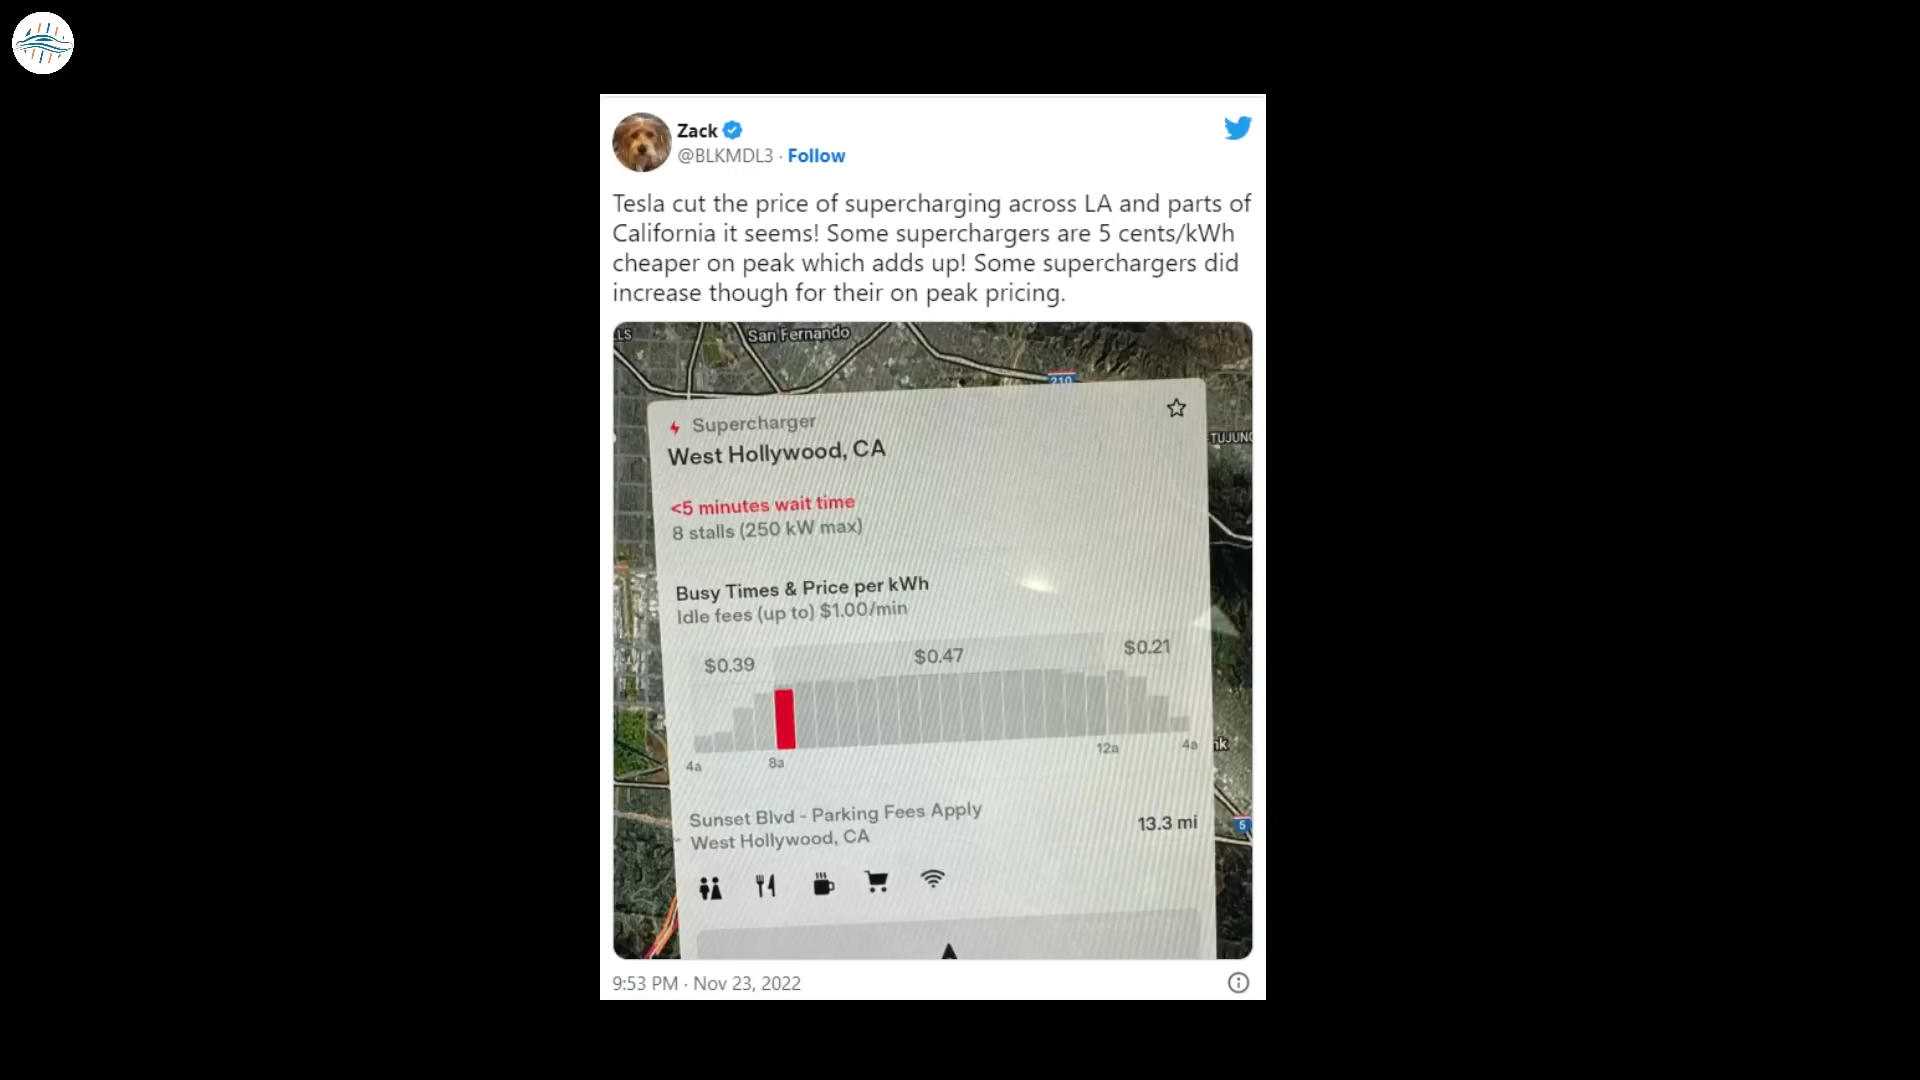 Zack
@BLKMDL3 · Follow
Tesla cut the price of supercharging across LA and parts of
California it seems! Some superchargers are 5 cents/kWh
cheaper on peak which adds up! Some superchargers did
increase though for their on peak pricing.
LS
San Fernando
210
TUJUNG
Supercharger
West Hollywood, CA
<5 minutes wait time
8 stalls (250 kW max)
Busy Times & Price per kWh
Idle fees (up to) $1.00/min
$0.39 $0.47 $0.21
4a 8a 12a 4a
nk
Sunset Blvd - Parking Fees Apply
West Hollywood, CA
13.3 mi
5
9:53 PM · Nov 23, 2022